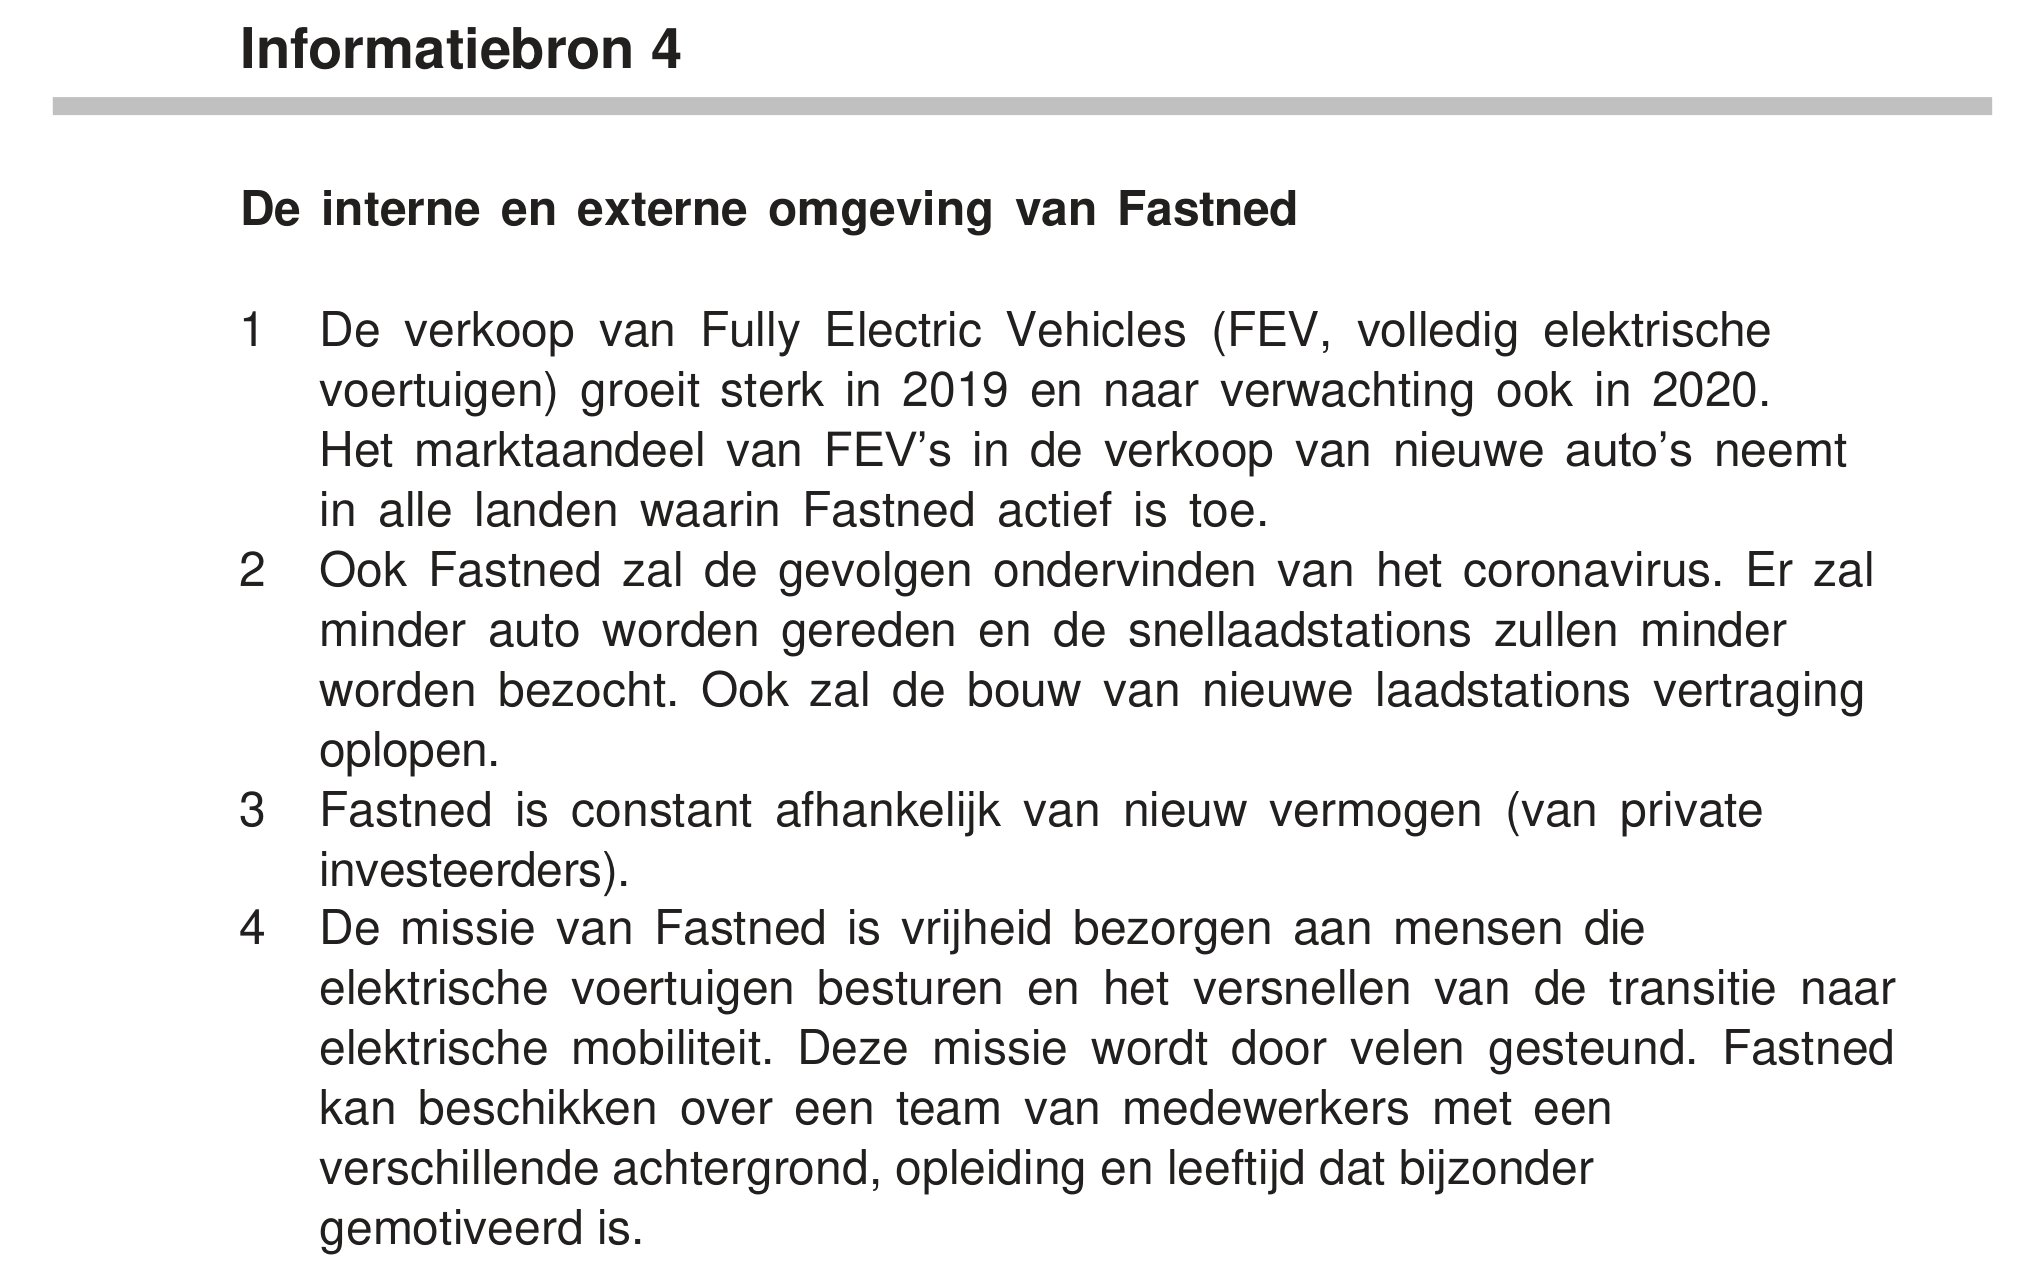 Informatiebron 4
De interne en externe omgeving van Fastned
1 De verkoop van Fully Electric Vehicles (FEV, volledig elektrische
voertuigen) groeit sterk in 2019 en naar verwachting ook in 2020.
Het marktaandeel van FEV’s in de verkoop van nieuwe auto’s neemt
in alle landen waarin Fastned actief is toe.
2 Ook Fastned zal de gevolgen ondervinden van het coronavirus. Er zal
minder auto worden gereden en de snellaadstations zullen minder
worden bezocht. Ook zal de bouw van nieuwe laadstations vertraging
oplopen.
3 Fastned is constant afhankelijk van nieuw vermogen (van private
investeerders).
4 De missie van Fastned is vrijheid bezorgen aan mensen die
elektrische voertuigen besturen en het versnellen van de transitie naar
elektrische mobiliteit. Deze missie wordt door velen gesteund. Fastned
kan beschikken over een team van medewerkers met een
verschillende achtergrond, opleiding en leeftijd dat bijzonder
gemotiveerd is.